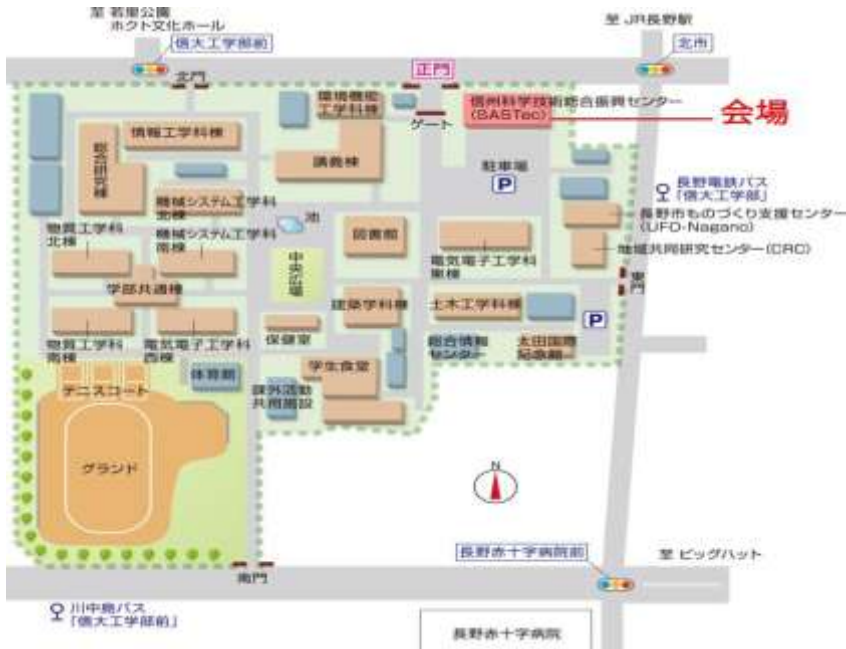 至 若里公園
ホクト文化ホール
至 JR長野駅
信大工学部前
北市
正門
北門
環境機能
工学科棟
信州科学技術総合振興センター
(SASTec)
会場
ゲート
情報工学科棟
総合研究棟
講義棟
駐車場
P
長野電鉄バス
「信大工学部」
機械システム工学科
北棟
池
長野市ものづくり支援センター
(UFO-Nagano)
物質工学科
北棟
機械システム工学科
南棟
図書館
地域共同研究センター(CRC)
中央広場
電気電子工学科
東棟
東門
学部共通棟
建築学科棟
土木工学科棟
P
物質工学科
南棟
電気電子工学科
西棟
保健室
総合情報
センター
太田国際
記念館
体育館
学生食堂
テニスコート
課外活動
共用施設
グランド
N
長野赤十字病院前
至 ビッグハット
南門
川中島バス
「信大工学部前」
長野赤十字病院